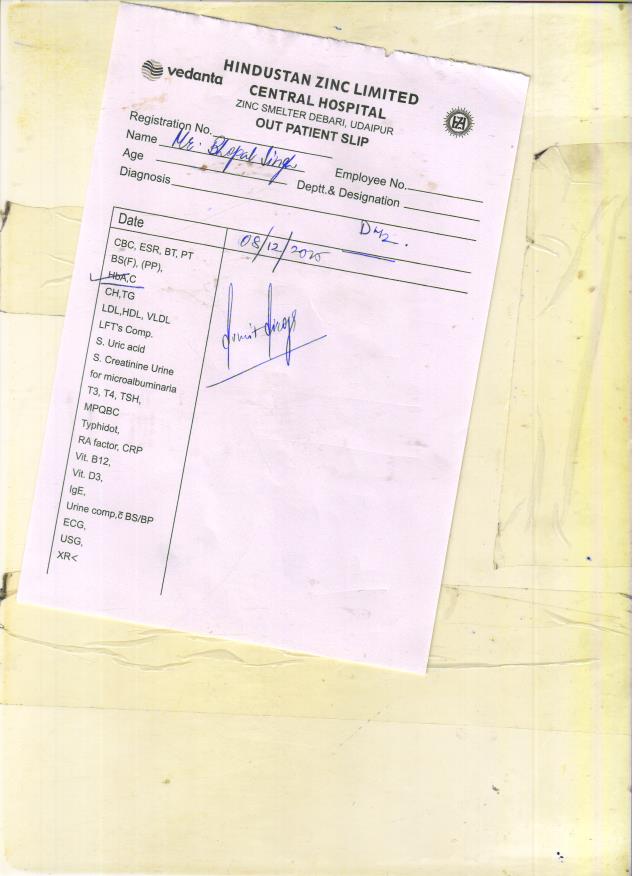 vedanta
HINDUSTAN ZINC LIMITED
CENTRAL HOSPITAL
ZINC SMELTER DEBARI, UDAIPUR
OUT PATIENT SLIP
Registration No.
Name Mr. Bhopal Singh
Employee No.
Age
Deptt.& Designation
Diagnosis
Date 08/12/2020
CBC, ESR, BT, PT
BS(F), (PP),
HbA,C
CH,TG
LDL,HDL, VLDL
LFT's Comp.
S. Uric acid
S. Creatinine Urine
for microalbuminaria
T3, T4, TSH,
MPQBC
Typhidot,
RA factor, CRP
Vit. B12,
Vit. D3,
IgE,
Urine comp,c̄ BS/BP
ECG,
USG,
XR<